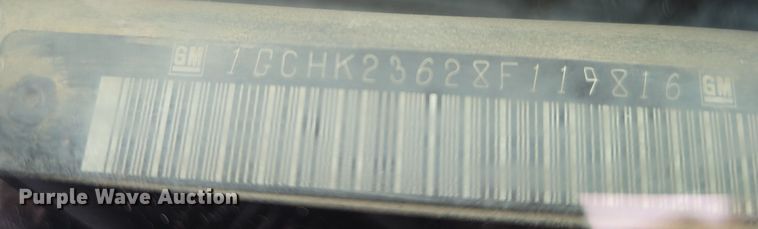 GM 1GCHK23628F119816 GM
Purple Wave Auction